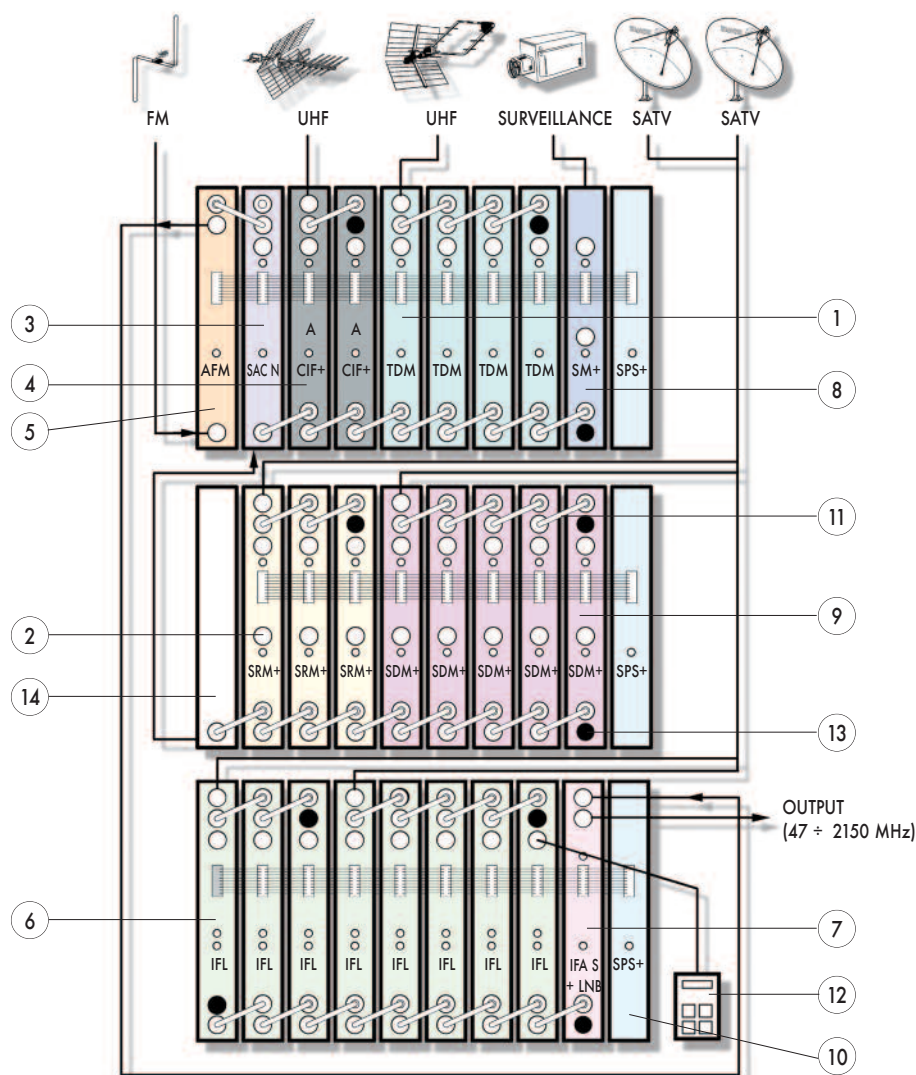 FM UHF UHF SURVEILLANCE SATV SATV
3 1
A A
AFM SAC N CIF+ CIF+ TDM TDM TDM TDM SM+ SPS+
4 8
5
11
2 9
SRM+ SRM+ SRM+ SDM+ SDM+ SDM+ SDM+ SDM+ SPS+
14
13
OUTPUT
(47 ÷ 2150 MHz)
6 7
IFL IFL IFL IFL IFL IFL IFL IFL IFA S SPS+
+ LNB
12
10